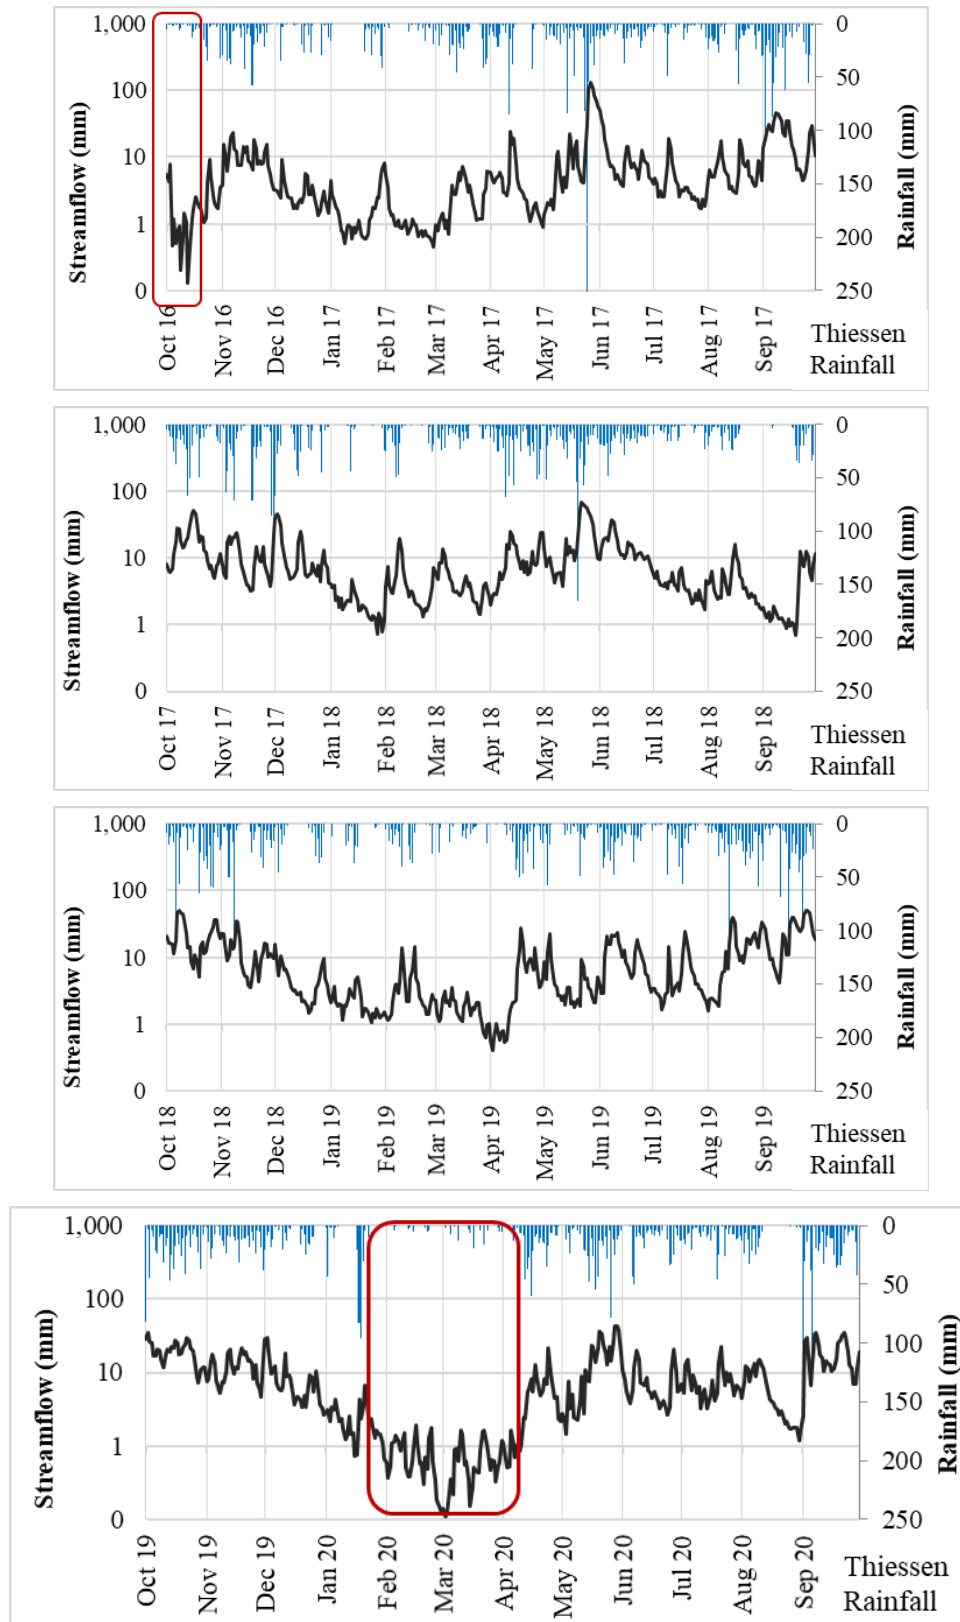 1,000
100
10
1
0
Streamflow (mm)
0
50
100
150
200
250
Rainfall (mm)
Oct 16
Nov 16
Dec 16
Jan 17
Feb 17
Mar 17
Apr 17
May 17
Jun 17
Jul 17
Aug 17
Sep 17
Thiessen
Rainfall
1,000
100
10
1
0
Streamflow (mm)
0
50
100
150
200
250
Rainfall (mm)
Oct 17
Nov 17
Dec 17
Jan 18
Feb 18
Mar 18
Apr 18
May 18
Jun 18
Jul 18
Aug 18
Sep 18
Thiessen
Rainfall
1,000
100
10
1
0
Streamflow (mm)
0
50
100
150
200
250
Rainfall (mm)
Oct 18
Nov 18
Dec 18
Jan 19
Feb 19
Mar 19
Apr 19
May 19
Jun 19
Jul 19
Aug 19
Sep 19
Thiessen
Rainfall
1,000
100
10
1
0
Streamflow (mm)
0
50
100
150
200
250
Rainfall (mm)
Oct 19
Nov 19
Dec 19
Jan 20
Feb 20
Mar 20
Apr 20
May 20
Jun 20
Jul 20
Aug 20
Sep 20
Thiessen
Rainfall